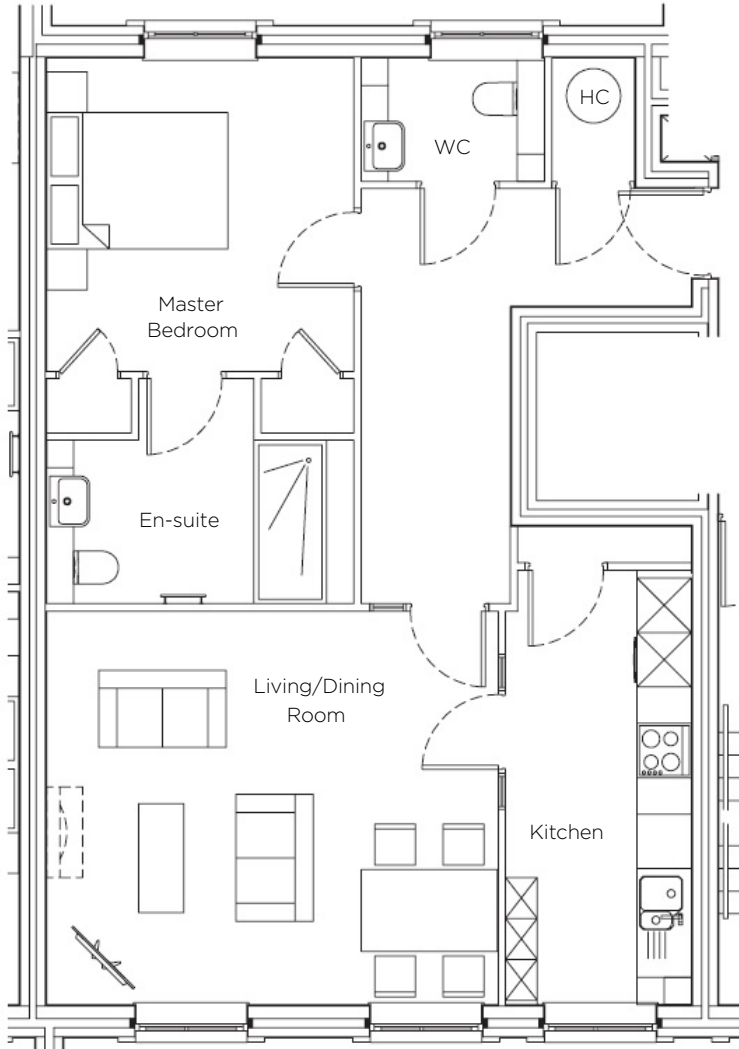 HC
WC
Master
Bedroom
En-suite
Living/Dining
Room
Kitchen